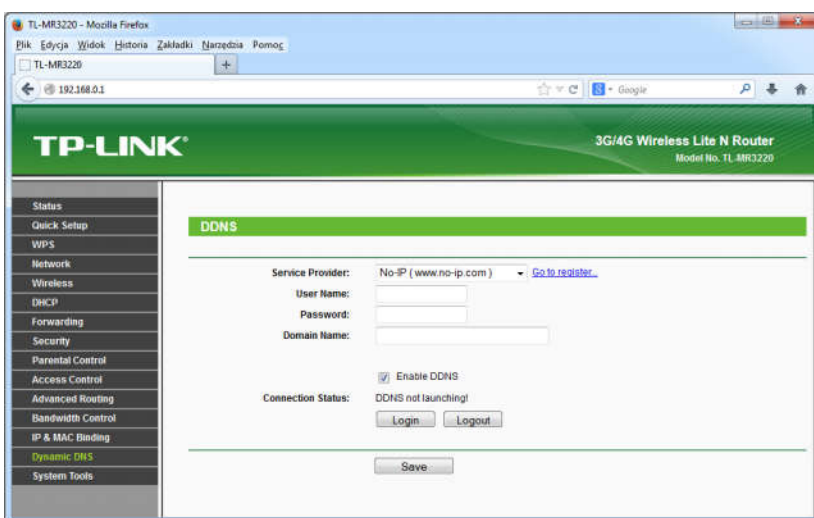 TL-MR3220 - Mozilla Firefox
Plik Edycja Widok Historia Zakładki Narzędzia Pomoc
TL-MR3220 +
192.168.0.1
Google
TP-LINK®
3G/4G Wireless Lite N Router
Model No. TL-MR3220
Status
Quick Setup
WPS
Network
Wireless
DHCP
Forwarding
Security
Parental Control
Access Control
Advanced Routing
Bandwidth Control
IP & MAC Binding
Dynamic DNS
System Tools
DDNS
Service Provider: No-IP ( www.no-ip.com ) Go to register...
User Name:
Password:
Domain Name:
Enable DDNS
Connection Status: DDNS not launching!
Login Logout
Save